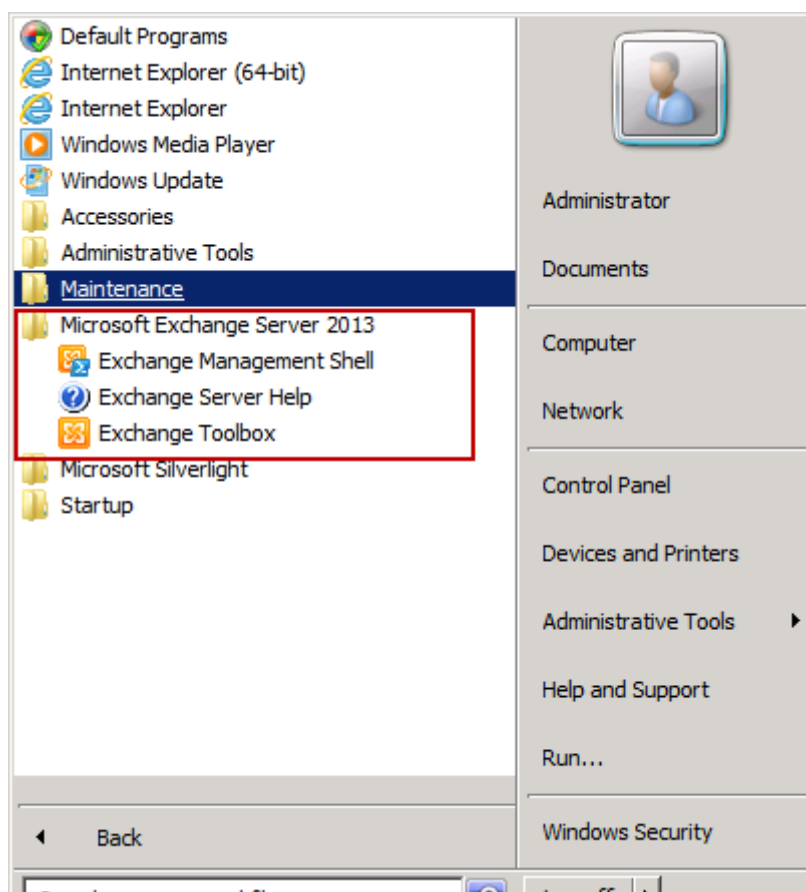 Default Programs
Internet Explorer (64-bit)
Internet Explorer
Windows Media Player
Windows Update
Accessories
Administrative Tools
Maintenance
Microsoft Exchange Server 2013
Exchange Management Shell
Exchange Server Help
Exchange Toolbox
Microsoft Silverlight
Startup
Back
Administrator
Documents
Computer
Network
Control Panel
Devices and Printers
Administrative Tools
Help and Support
Run...
Windows Security